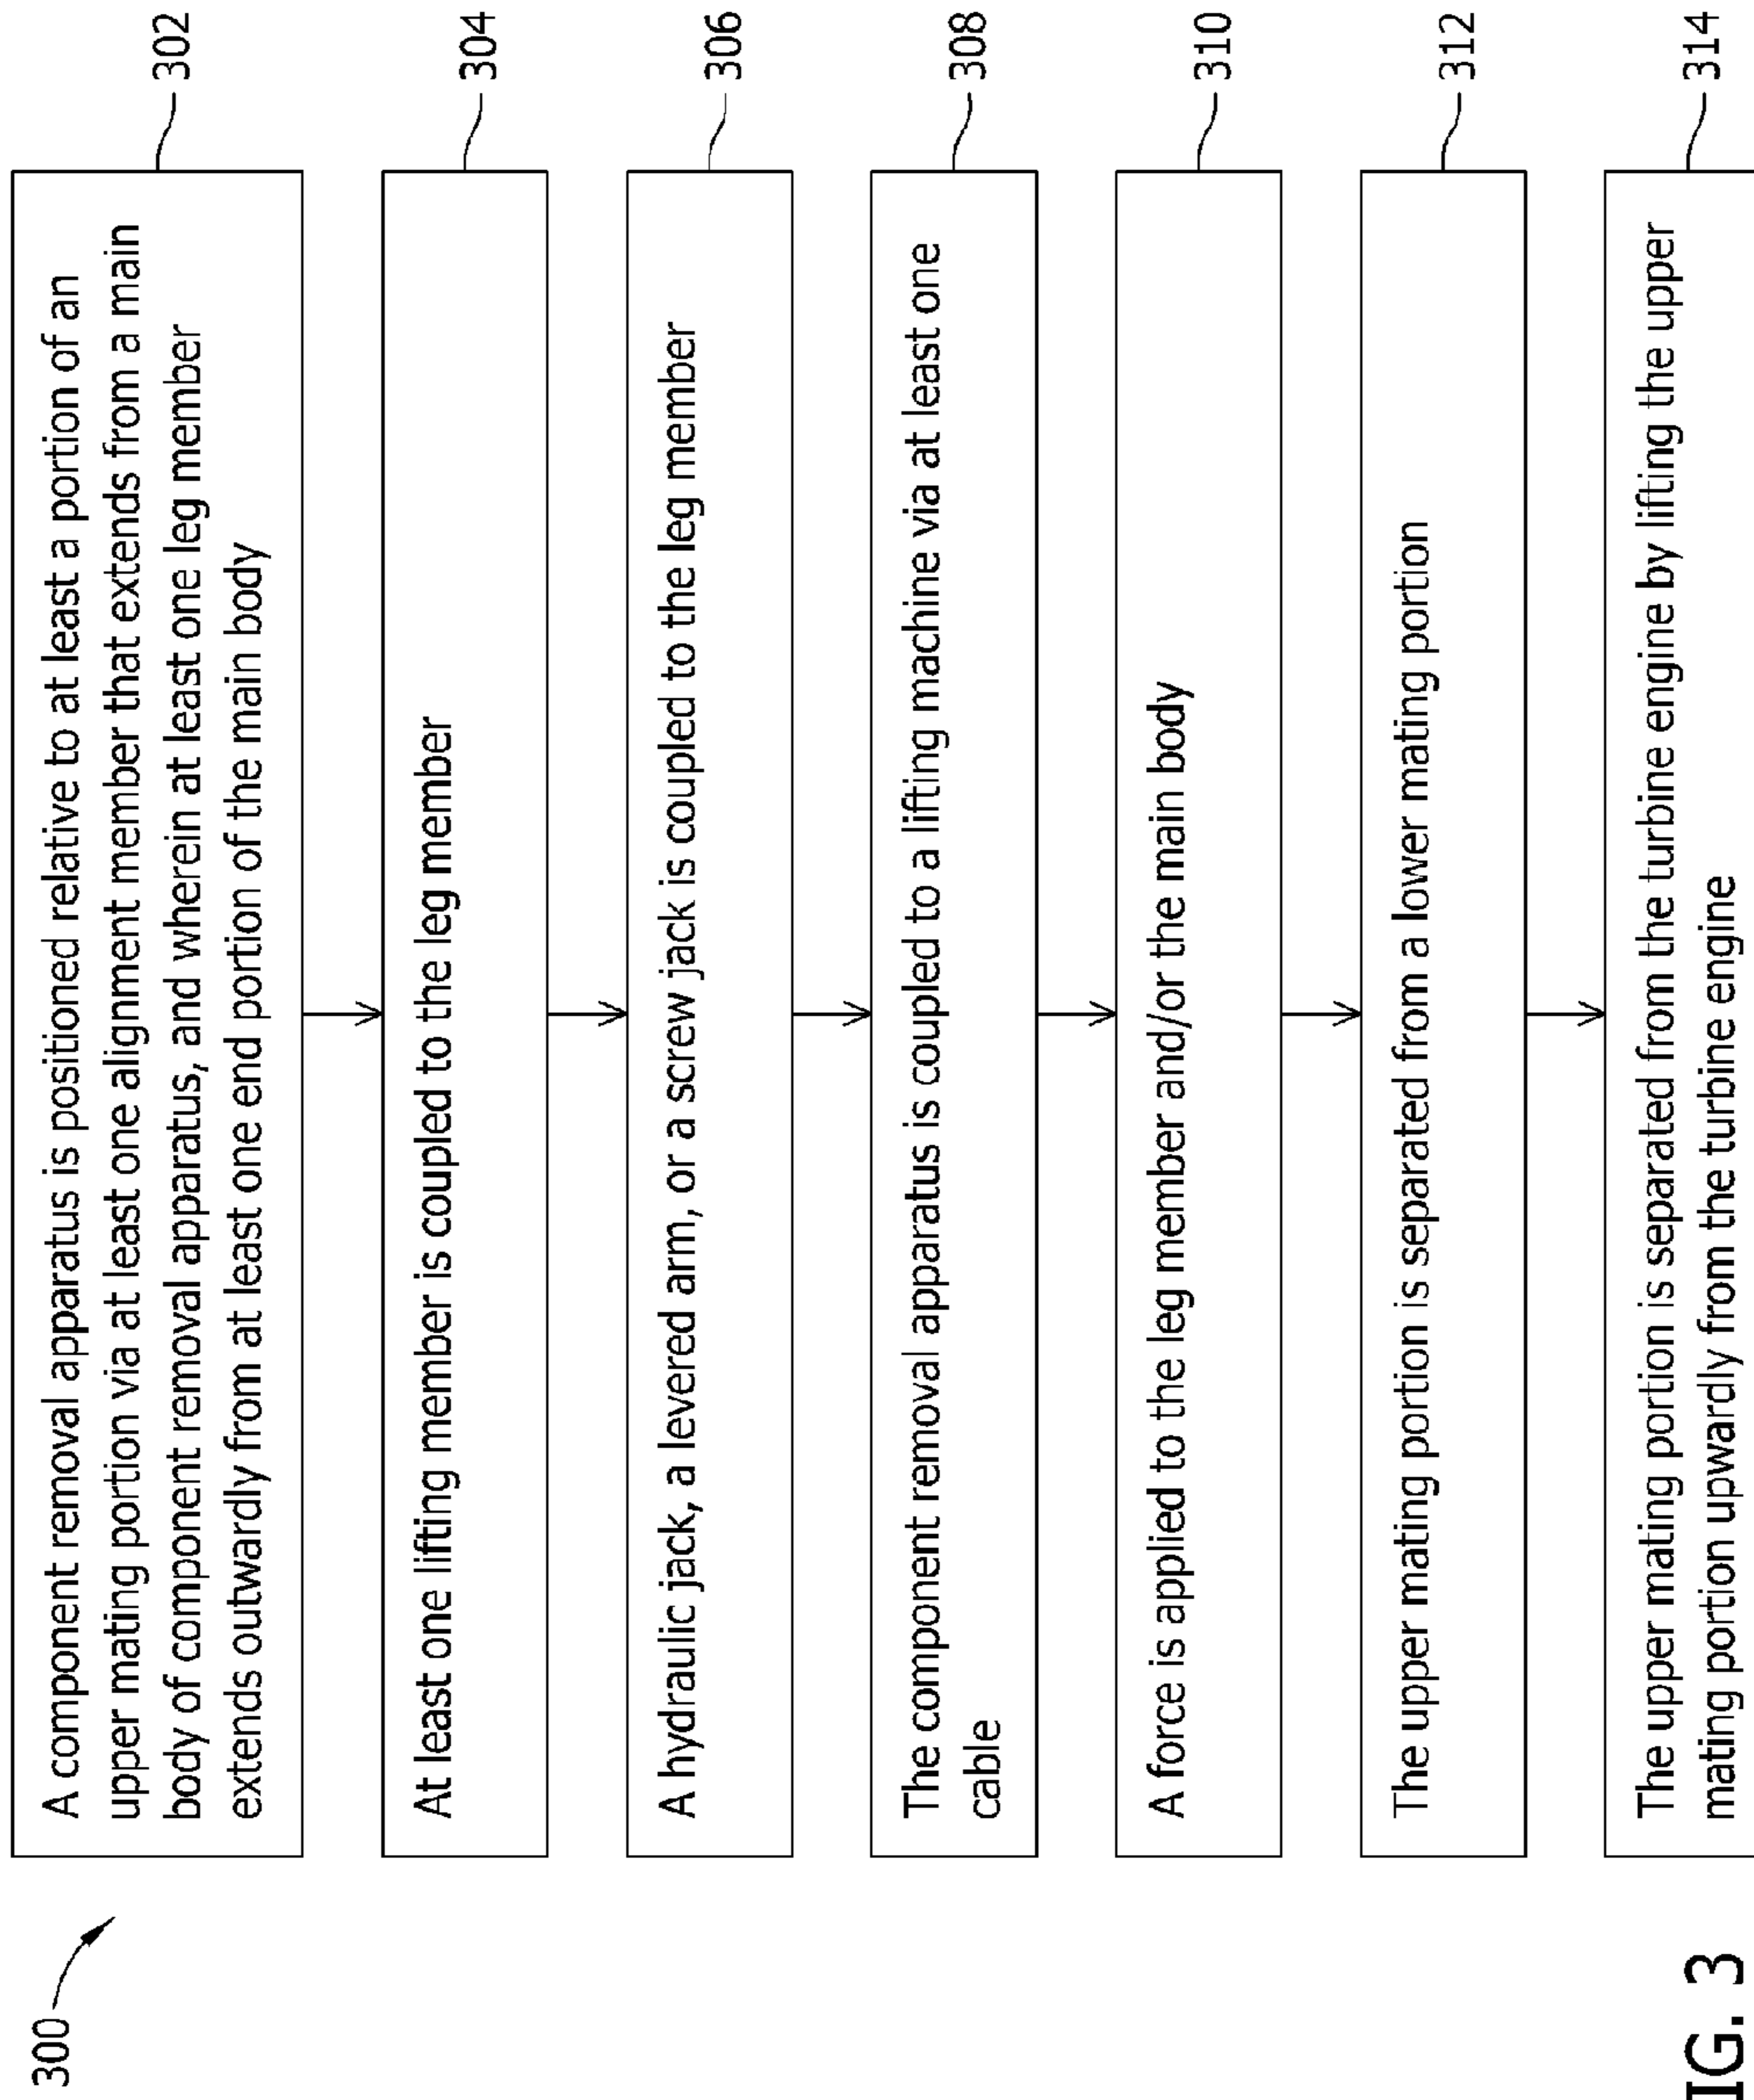 300
A component removal apparatus is positioned relative to at least a portion of an
upper mating portion via at least one alignment member that extends from a main
body of component removal apparatus, and wherein at least one leg member
extends outwardly from at least one end portion of the main body
302
At least one lifting member is coupled to the leg member
304
A hydraulic jack, a levered arm, or a screw jack is coupled to the leg member
306
The component removal apparatus is coupled to a lifting machine via at least one
cable
308
A force is applied to the leg member and/or the main body
310
The upper mating portion is separated from a lower mating portion
312
The upper mating portion is separated from the turbine engine by lifting the upper
mating portion upwardly from the turbine engine
314
IG. 3